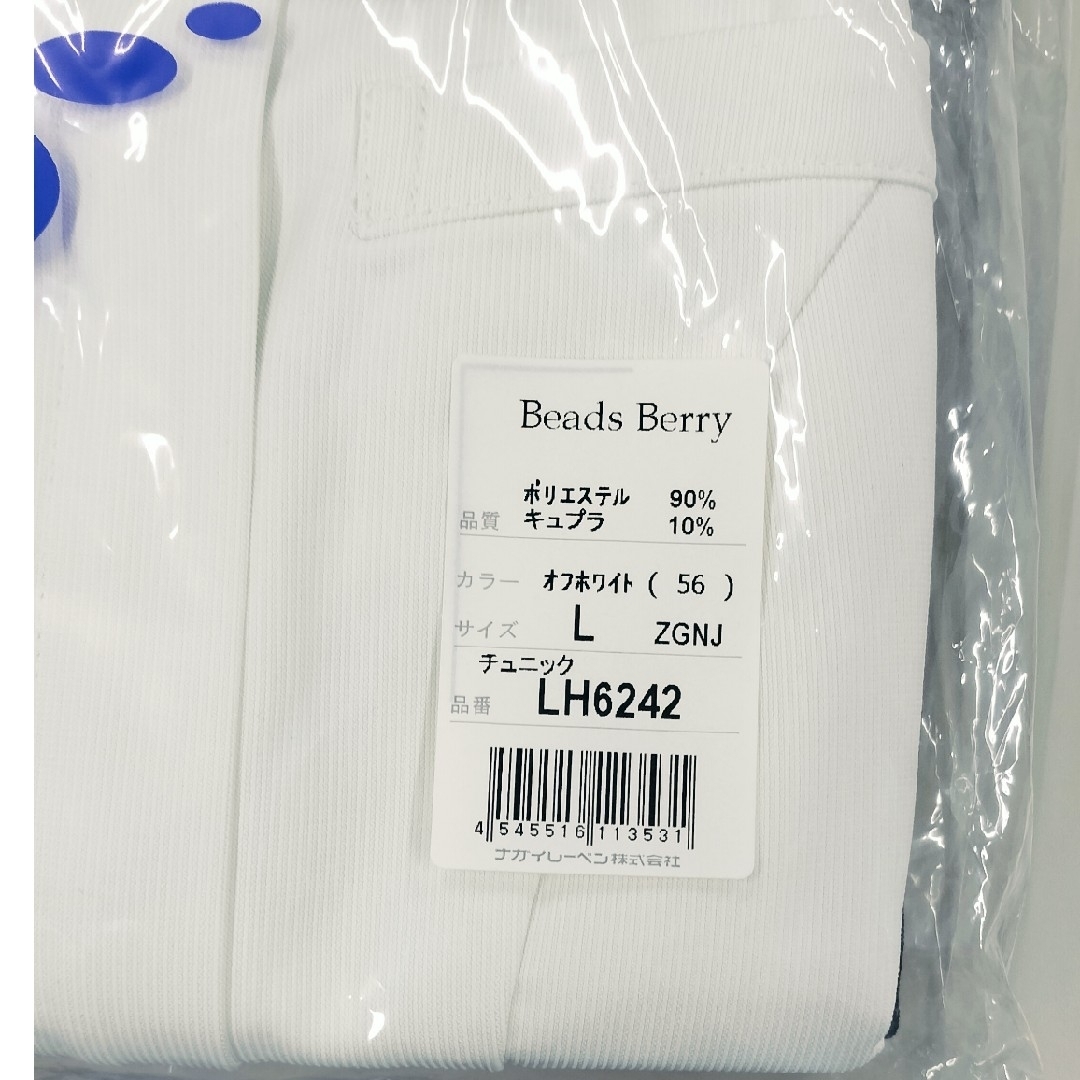 Beads Berry
ポリエステル 90%
品質 キュプラ 10%
カラー オフホワイト ( 56 )
サイズ L ZGNJ
チュニック
品番 LH6242
4 545516 113531
ナガイレーベン株式会社